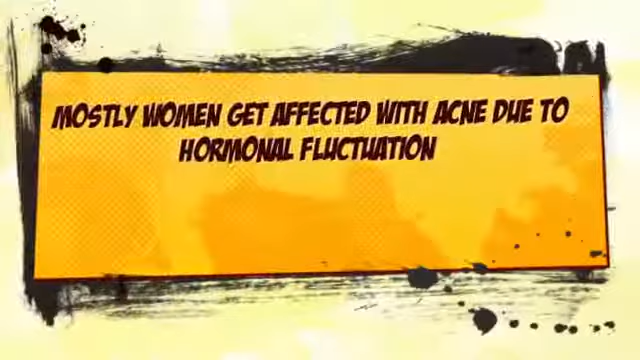 MOSTLY WOMEN GET AFFECTED WITH ACNE DUE TO
HORMONAL FLUCTUATION